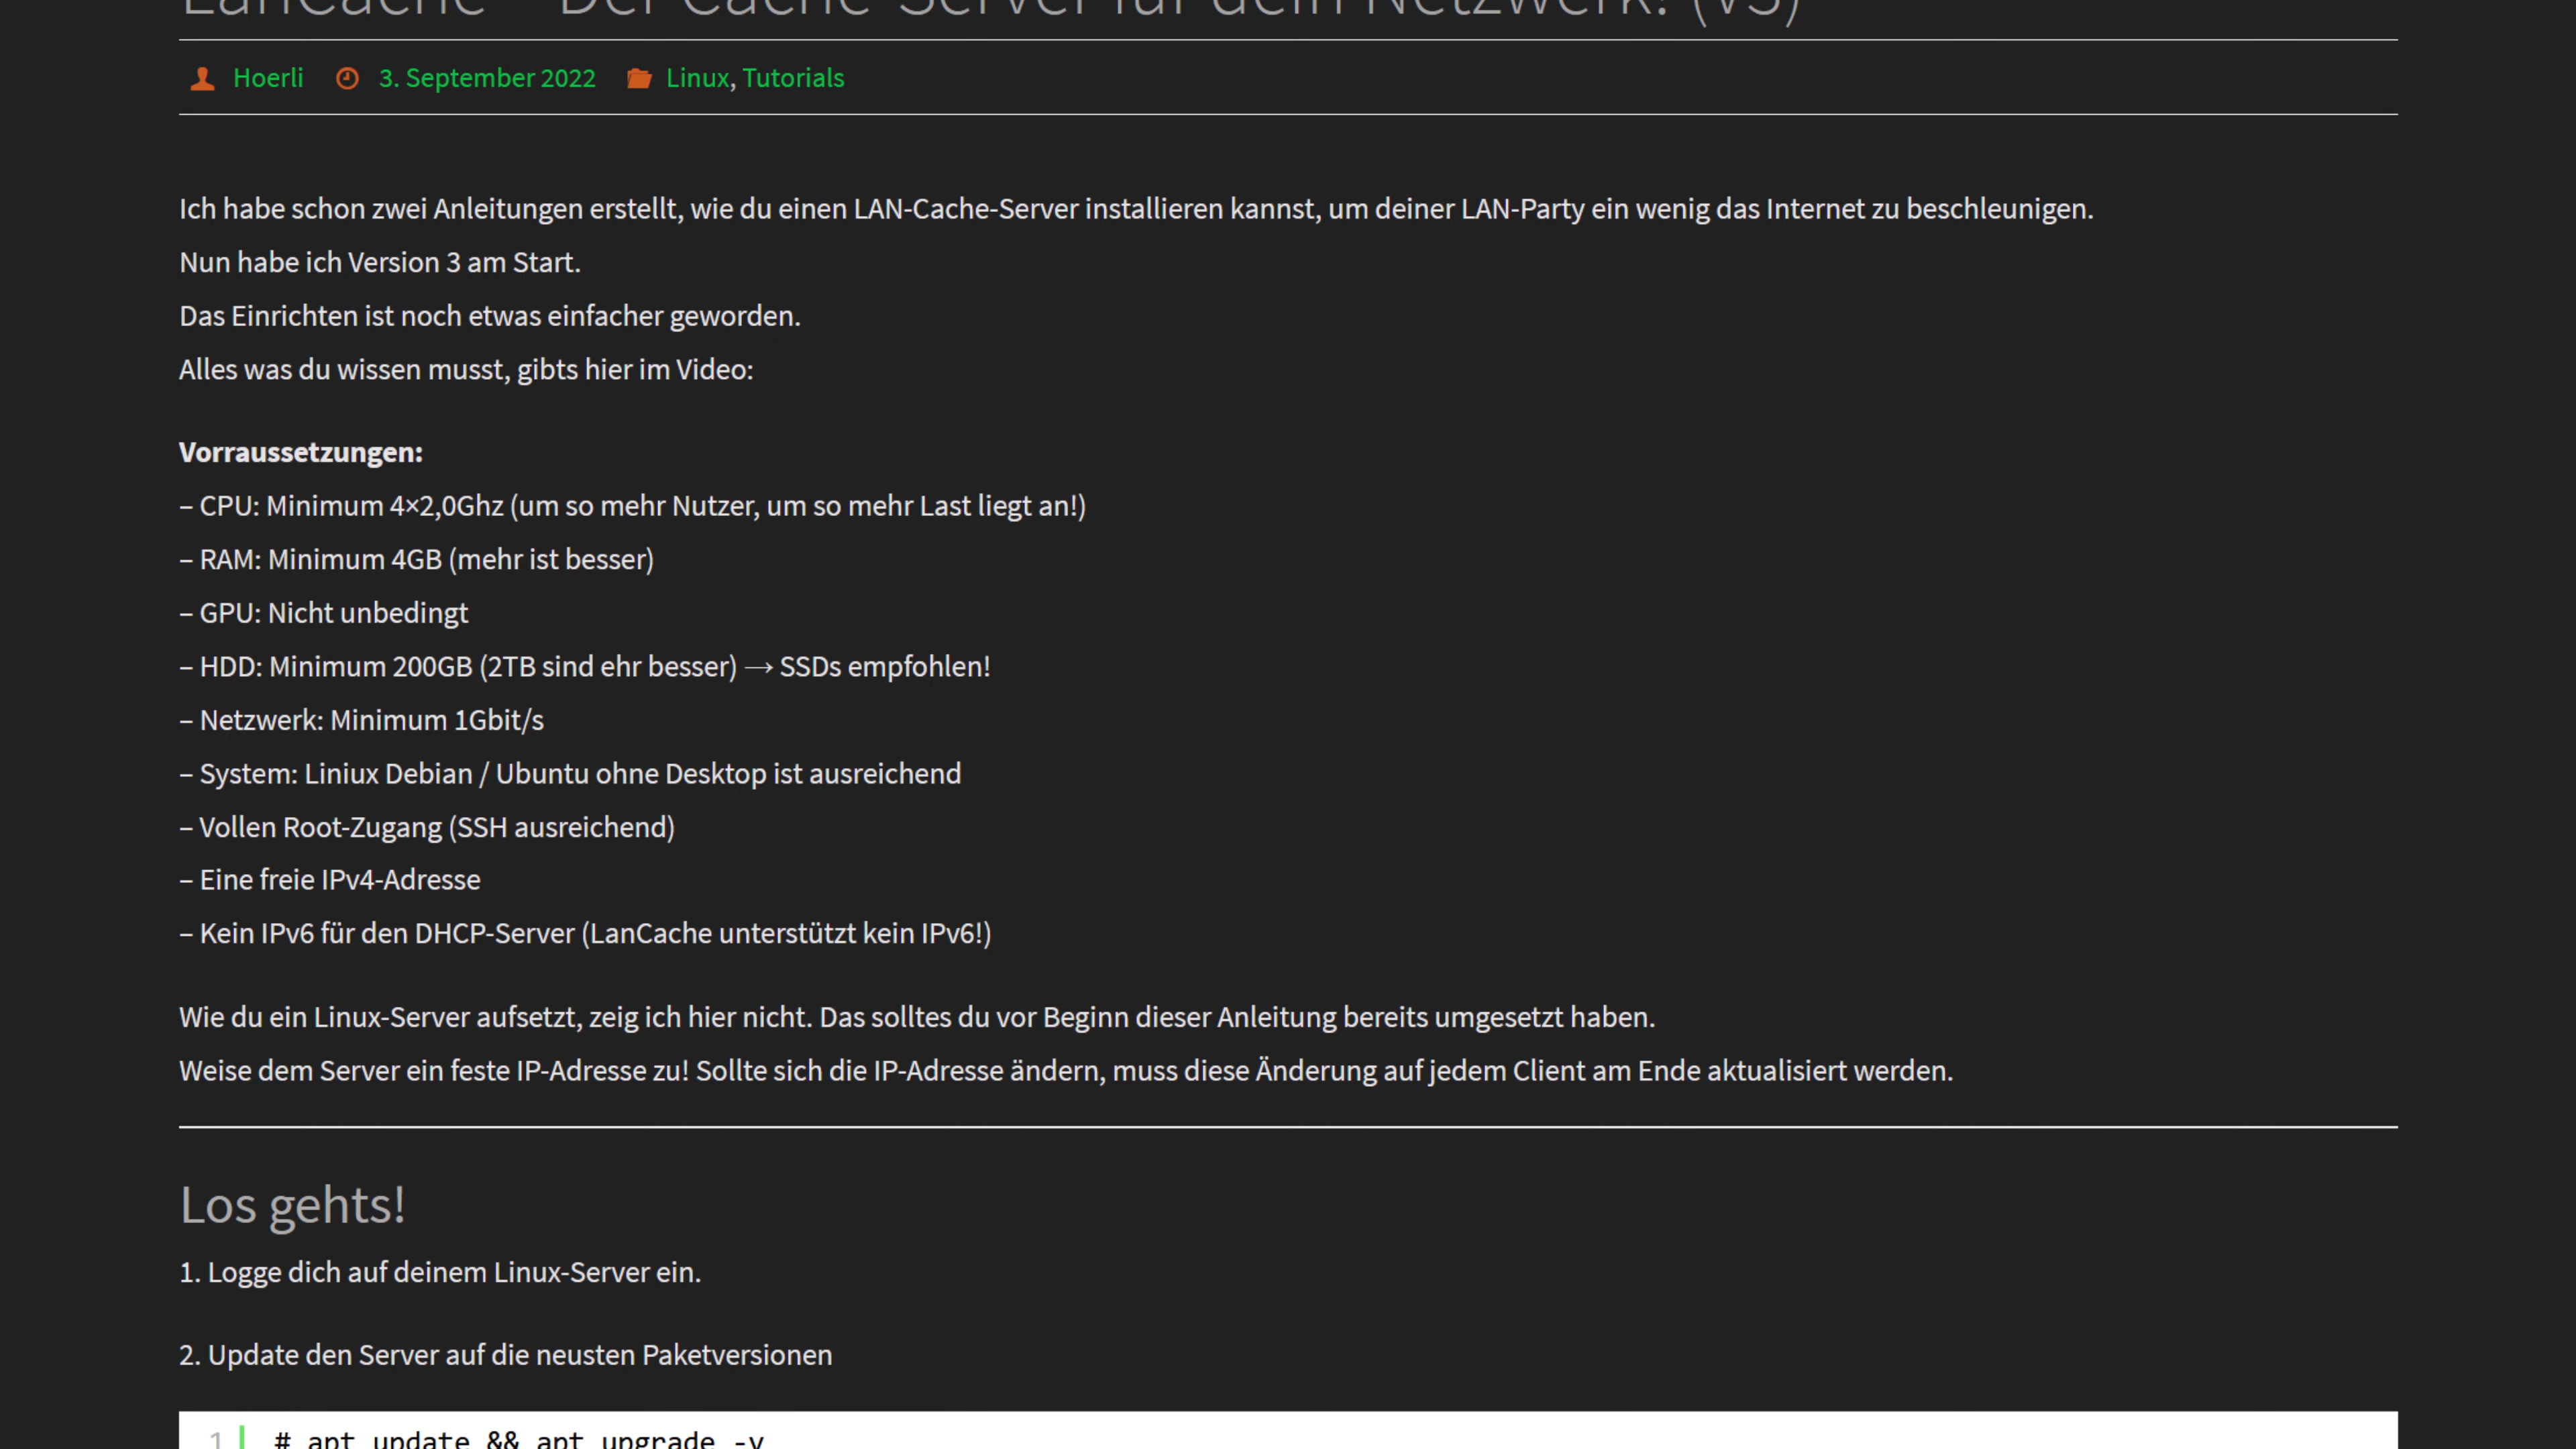 LanCache – Der Cache-Server für dein Netzwerk! (v3)
Hoerli 3. September 2022 Linux, Tutorials
Ich habe schon zwei Anleitungen erstellt, wie du einen LAN-Cache-Server installieren kannst, um deiner LAN-Party ein wenig das Internet zu beschleunigen.
Nun habe ich Version 3 am Start.
Das Einrichten ist noch etwas einfacher geworden.
Alles was du wissen musst, gibts hier im Video:
Vorraussetzungen:
– CPU: Minimum 4×2,0Ghz (um so mehr Nutzer, um so mehr Last liegt an!)
– RAM: Minimum 4GB (mehr ist besser)
– GPU: Nicht unbedingt
– HDD: Minimum 200GB (2TB sind ehr besser) → SSDs empfohlen!
– Netzwerk: Minimum 1Gbit/s
– System: Liniux Debian / Ubuntu ohne Desktop ist ausreichend
– Vollen Root-Zugang (SSH ausreichend)
– Eine freie IPv4-Adresse
– Kein IPv6 für den DHCP-Server (LanCache unterstützt kein IPv6!)
Wie du ein Linux-Server aufsetzt, zeig ich hier nicht. Das solltes du vor Beginn dieser Anleitung bereits umgesetzt haben.
Weise dem Server ein feste IP-Adresse zu! Sollte sich die IP-Adresse ändern, muss diese Änderung auf jedem Client am Ende aktualisiert werden.
Los gehts!
1. Logge dich auf deinem Linux-Server ein.
2. Update den Server auf die neusten Paketversionen
1 # apt update && apt upgrade -y